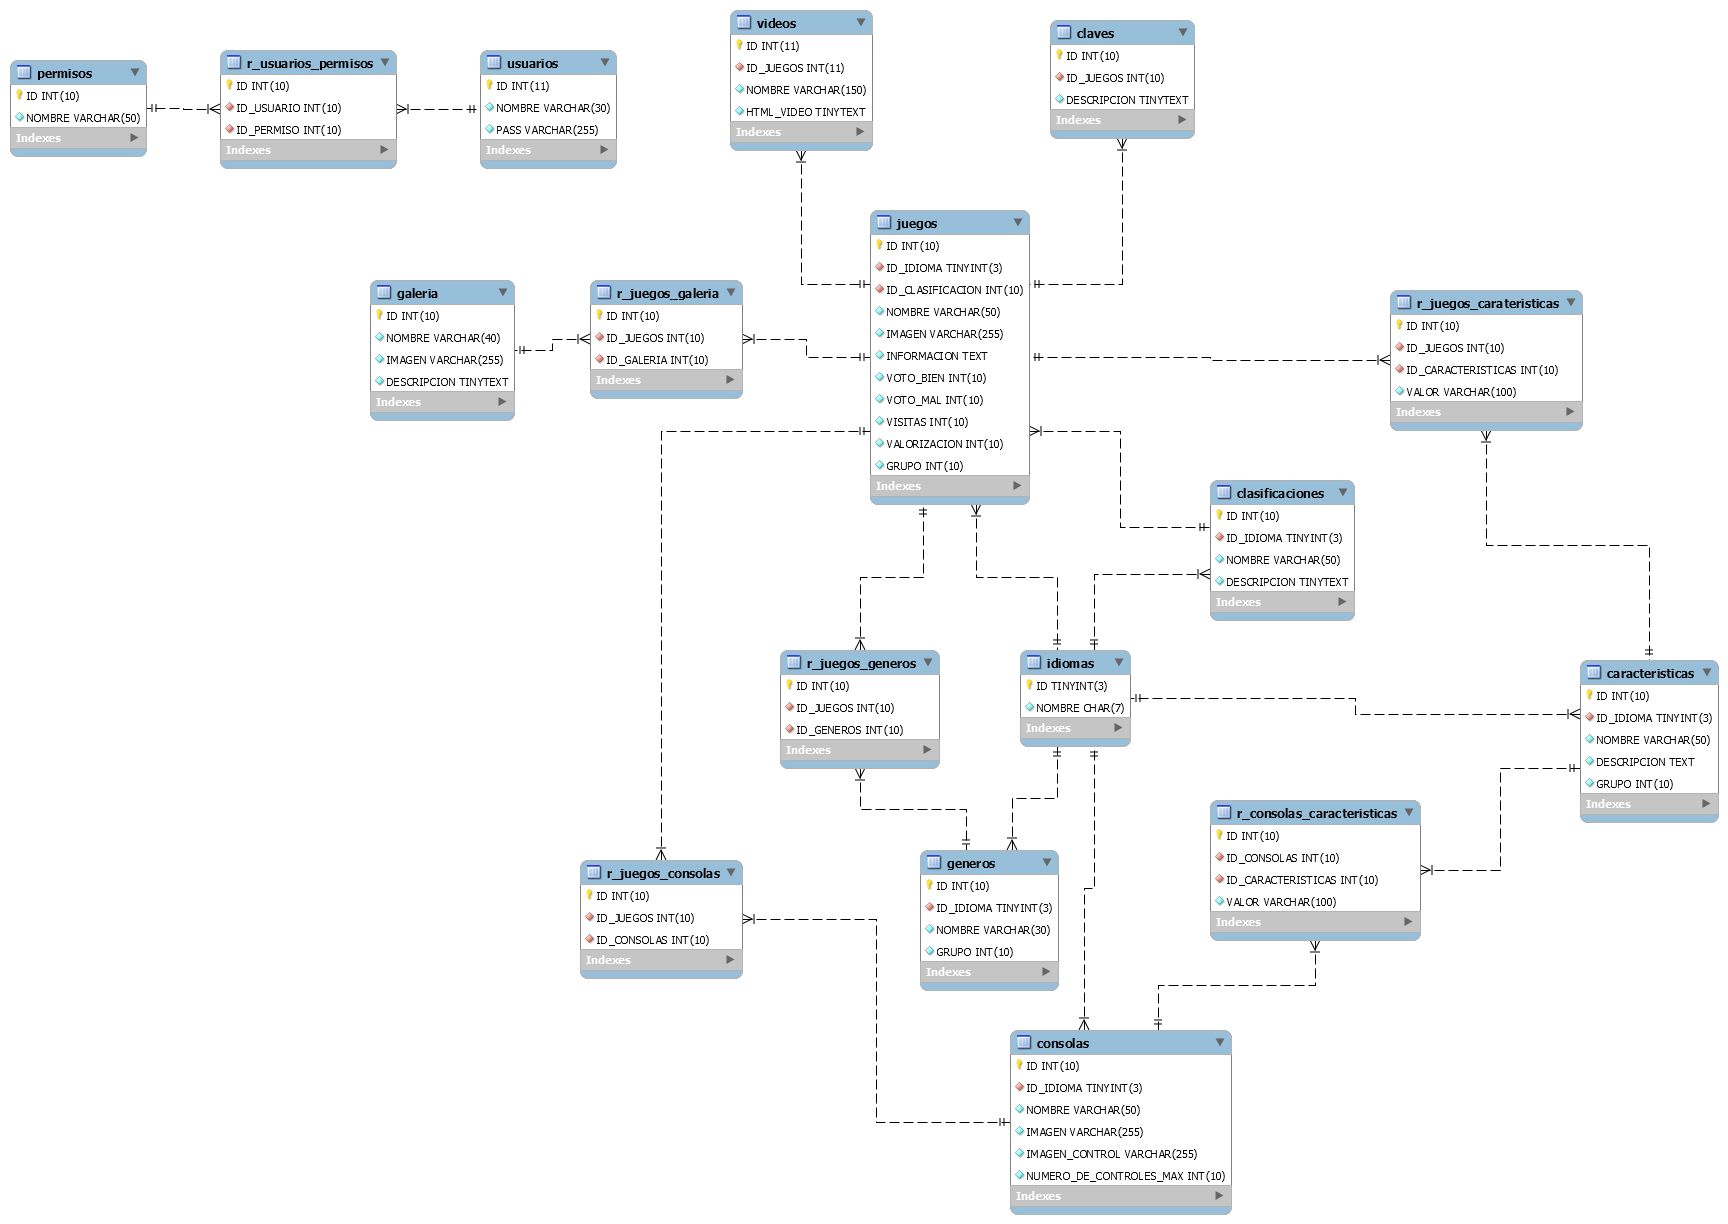 permisos
ID INT(10)
NOMBRE VARCHAR(50)
Indexes
r_usuarios_permisos
ID INT(10)
ID_USUARIO INT(10)
ID_PERMISO INT(10)
Indexes
usuarios
ID INT(11)
NOMBRE VARCHAR(30)
PASS VARCHAR(255)
Indexes
videos
ID INT(11)
ID_JUEGOS INT(11)
NOMBRE VARCHAR(150)
HTML_VIDEO TINYTEXT
Indexes
claves
ID INT(10)
ID_JUEGOS INT(10)
DESCRIPCION TINYTEXT
Indexes
juegos
ID INT(10)
ID_IDIOMA TINYINT(3)
ID_CLASIFICACION INT(10)
NOMBRE VARCHAR(50)
IMAGEN VARCHAR(255)
INFORMACION TEXT
VOTO_BIEN INT(10)
VOTO_MAL INT(10)
VISITAS INT(10)
VALORIZACION INT(10)
GRUPO INT(10)
Indexes
galeria
ID INT(10)
NOMBRE VARCHAR(40)
IMAGEN VARCHAR(255)
DESCRIPCION TINYTEXT
Indexes
r_juegos_galeria
ID INT(10)
ID_JUEGOS INT(10)
ID_GALERIA INT(10)
Indexes
r_juegos_carateristicas
ID INT(10)
ID_JUEGOS INT(10)
ID_CARACTERISTICAS INT(10)
VALOR VARCHAR(100)
Indexes
clasificaciones
ID INT(10)
ID_IDIOMA TINYINT(3)
NOMBRE VARCHAR(50)
DESCRIPCION TINYTEXT
Indexes
r_juegos_generos
ID INT(10)
ID_JUEGOS INT(10)
ID_GENEROS INT(10)
Indexes
idiomas
ID TINYINT(3)
NOMBRE CHAR(7)
Indexes
caracteristicas
ID INT(10)
ID_IDIOMA TINYINT(3)
NOMBRE VARCHAR(50)
DESCRIPCION TEXT
GRUPO INT(10)
Indexes
r_consolas_caracteristicas
ID INT(10)
ID_CONSOLAS INT(10)
ID_CARACTERISTICAS INT(10)
VALOR VARCHAR(100)
Indexes
r_juegos_consolas
ID INT(10)
ID_JUEGOS INT(10)
ID_CONSOLAS INT(10)
Indexes
generos
ID INT(10)
ID_IDIOMA TINYINT(3)
NOMBRE VARCHAR(30)
GRUPO INT(10)
Indexes
consolas
ID INT(10)
ID_IDIOMA TINYINT(3)
NOMBRE VARCHAR(50)
IMAGEN VARCHAR(255)
IMAGEN_CONTROL VARCHAR(255)
NUMERO_DE_CONTROLES_MAX INT(10)
Indexes